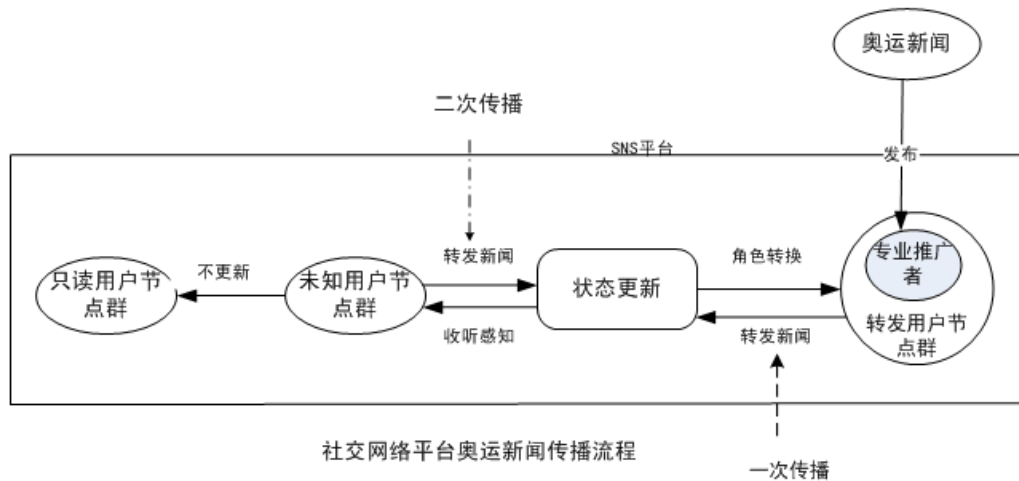 奥运新闻
二次传播
SNS平台
发布
专业推广
者
转发新闻
角色转换
不更新
只读用户节
点群
未知用户节
点群
状态更新
转发用户节
点群
收听感知
转发新闻
社交网络平台奥运新闻传播流程
一次传播